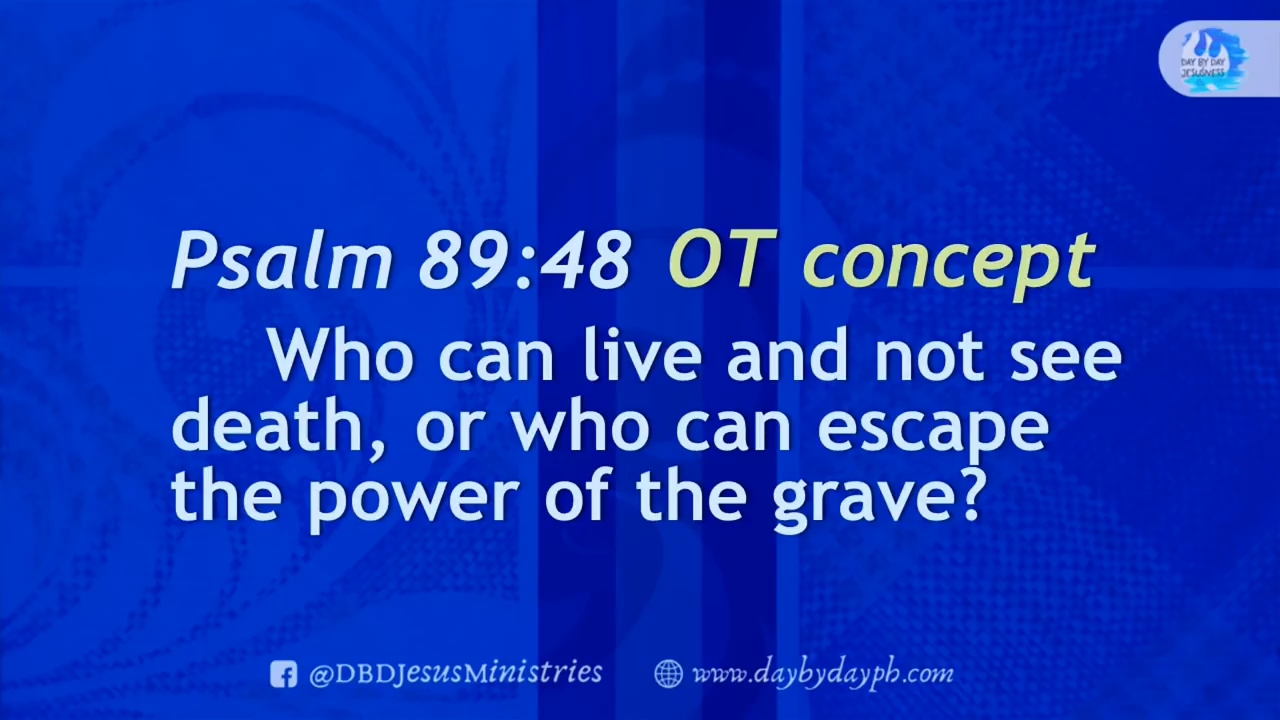 DAY BY DAY
JESUSNESS
Psalm 89:48 OT concept
Who can live and not see
death, or who can escape
the power of the grave?
@DBDJesusMinistries www.daybydayph.com